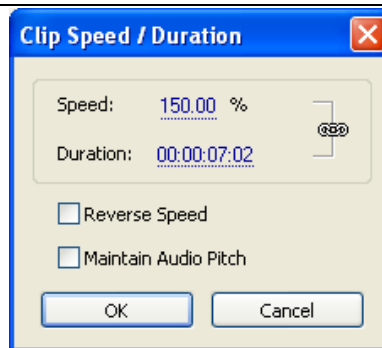 Clip Speed / Duration
Speed: 150.00 %
Duration: 00:00:07:02
Reverse Speed
Maintain Audio Pitch
OK Cancel